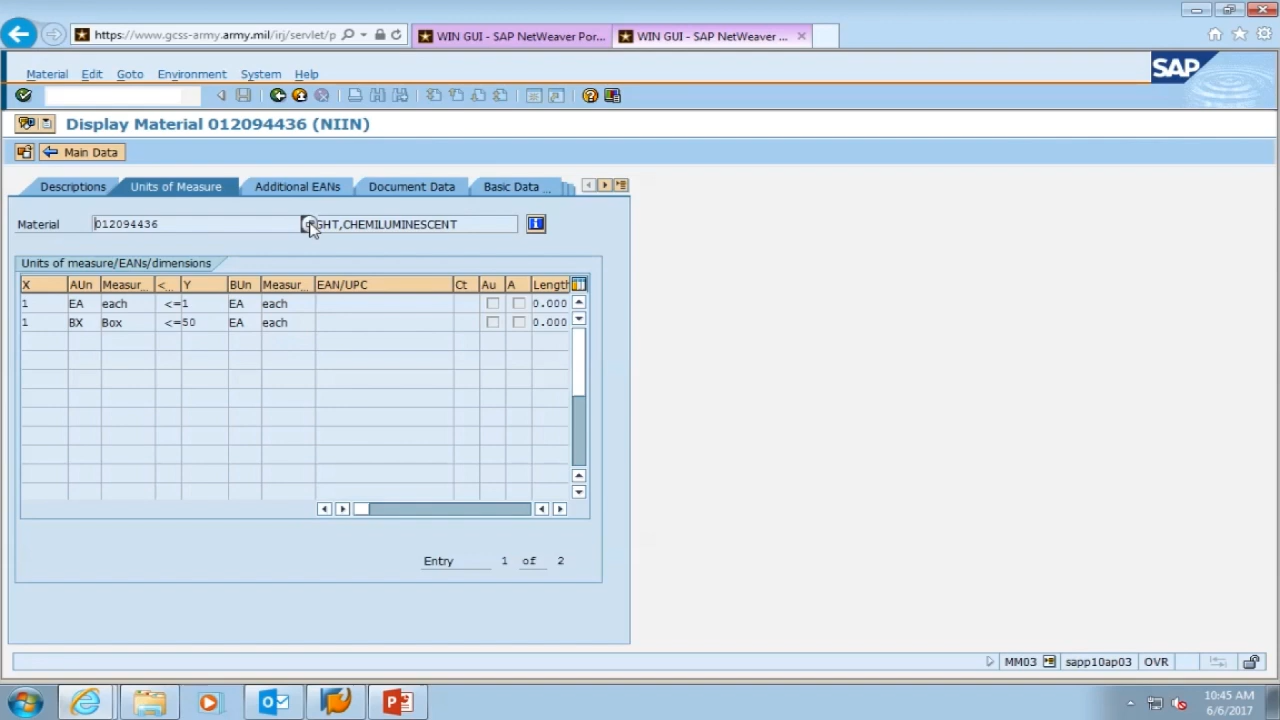 https://www.gcss-army.army.mil/irj/servlet/p
WIN GUI - SAP NetWeaver Por...
WIN GUI - SAP NetWeaver ...
Material Edit Goto Environment System Help
SAP
Display Material 012094436 (NIIN)
Main Data
Descriptions Units of Measure Additional EANs Document Data Basic Data ...
Material 012094436 GHT,CHEMILUMINESCENT
Units of measure/EANs/dimensions
X AUn Measur... <... Y BUn Measur... EAN/UPC Ct Au A Lengt
1 EA each <=1 EA each 0.000
1 BX Box <=50 EA each 0.000
Entry 1 of 2
MM03 sapp10ap03 OVR
10:45 AM
6/6/2017